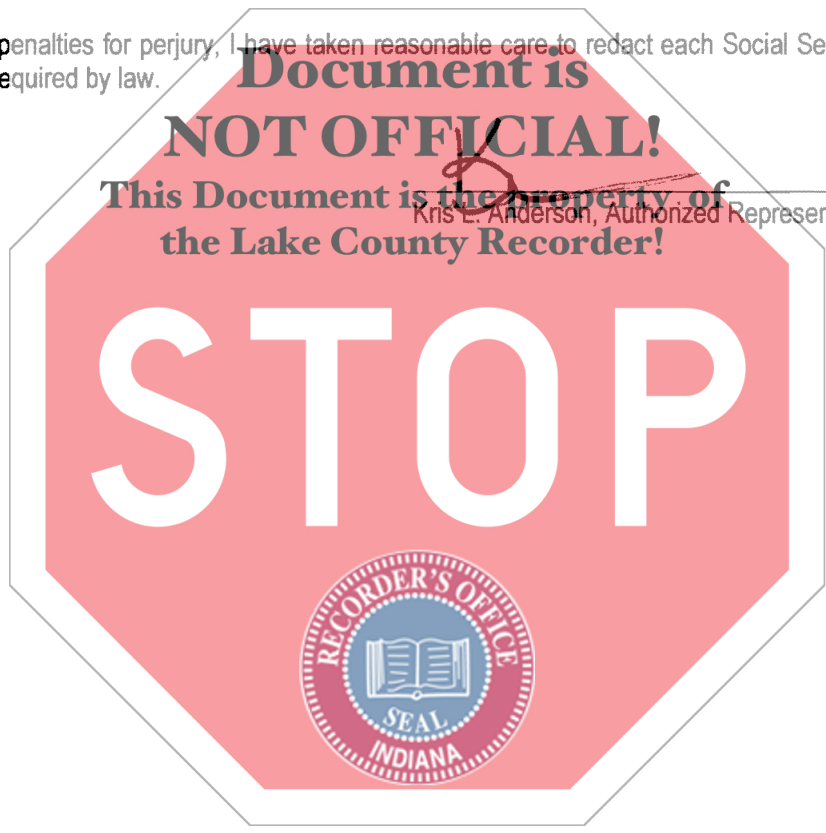 penalties for perjury, I have taken reasonable care to redact each Social Se
equired by law.
Document is
NOT OFFICIAL!
This Document is the property of
the Lake County Recorder!
Kris L. Anderson, Authorized Represen
STOP
RECORDER'S OFFICE
SEAL
INDIANA